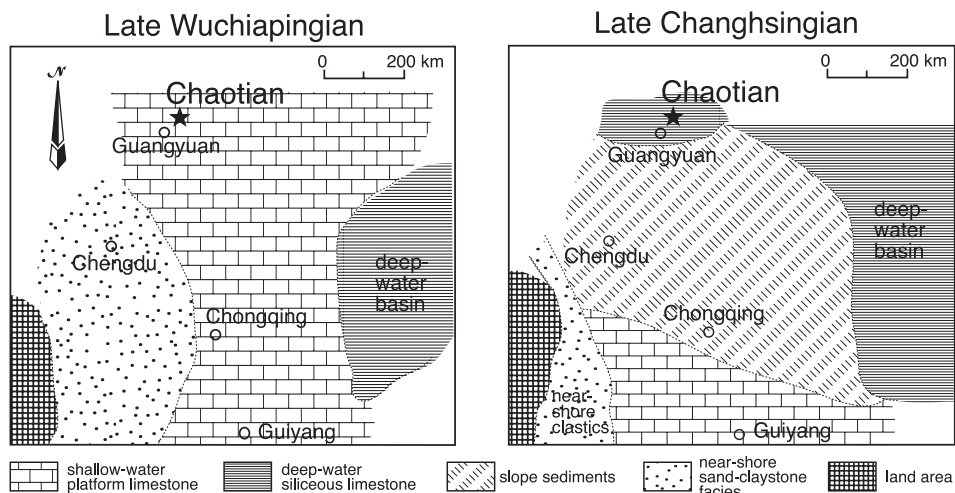 Late Wuchiapingian
N
0 200 km
Chaotian
Guangyuan
Chengdu
deep-
water
basin
Chongqing
Guiyang
Late Changhsingian
0 200 km
Chaotian
Guangyuan
deep-
water
basin
Chengdu
Chongqing
near-
shore
clastics
Guiyang
shallow-water
platform limestone
deep-water
siliceous limestone
slope sediments
near-shore
sand-claystone
facies
land area